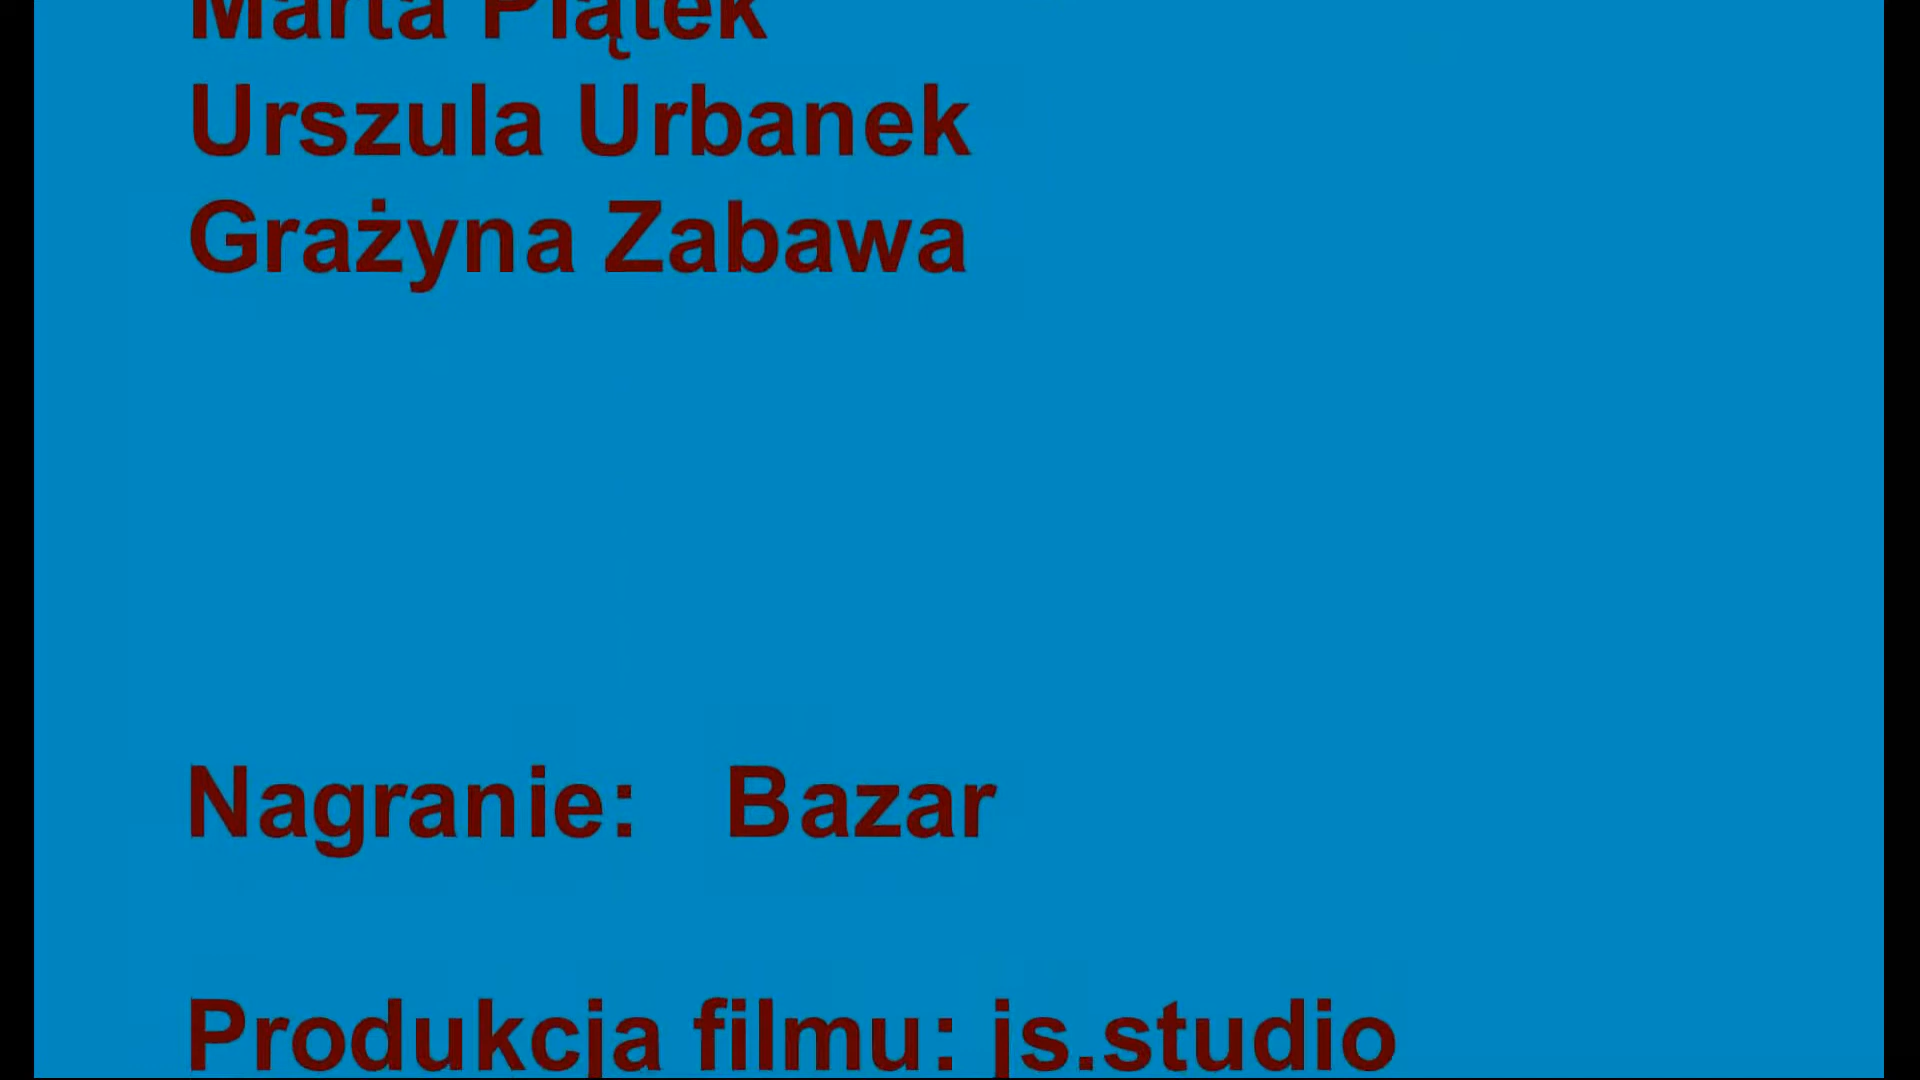 Marta Piątek
Urszula Urbanek
Grażyna Zabawa
Nagranie: Bazar
Produkcja filmu: js.studio